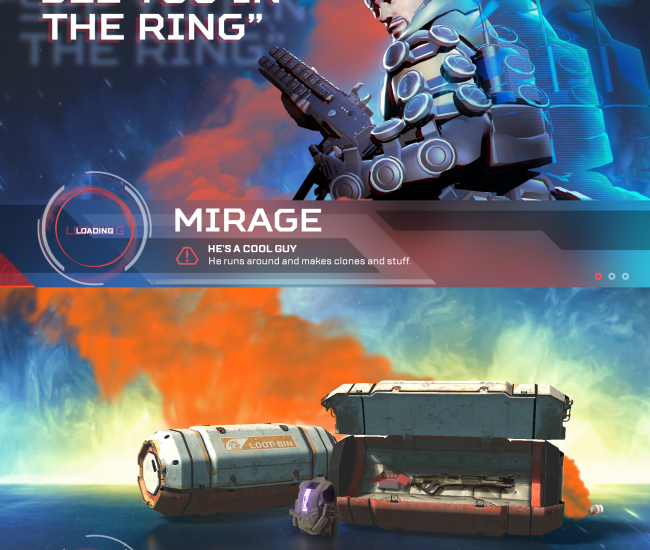 THE RING”
LOADING
MIRAGE
HE'S A COOL GUY
He runs around and makes clones and stuff.
LOOT BIN